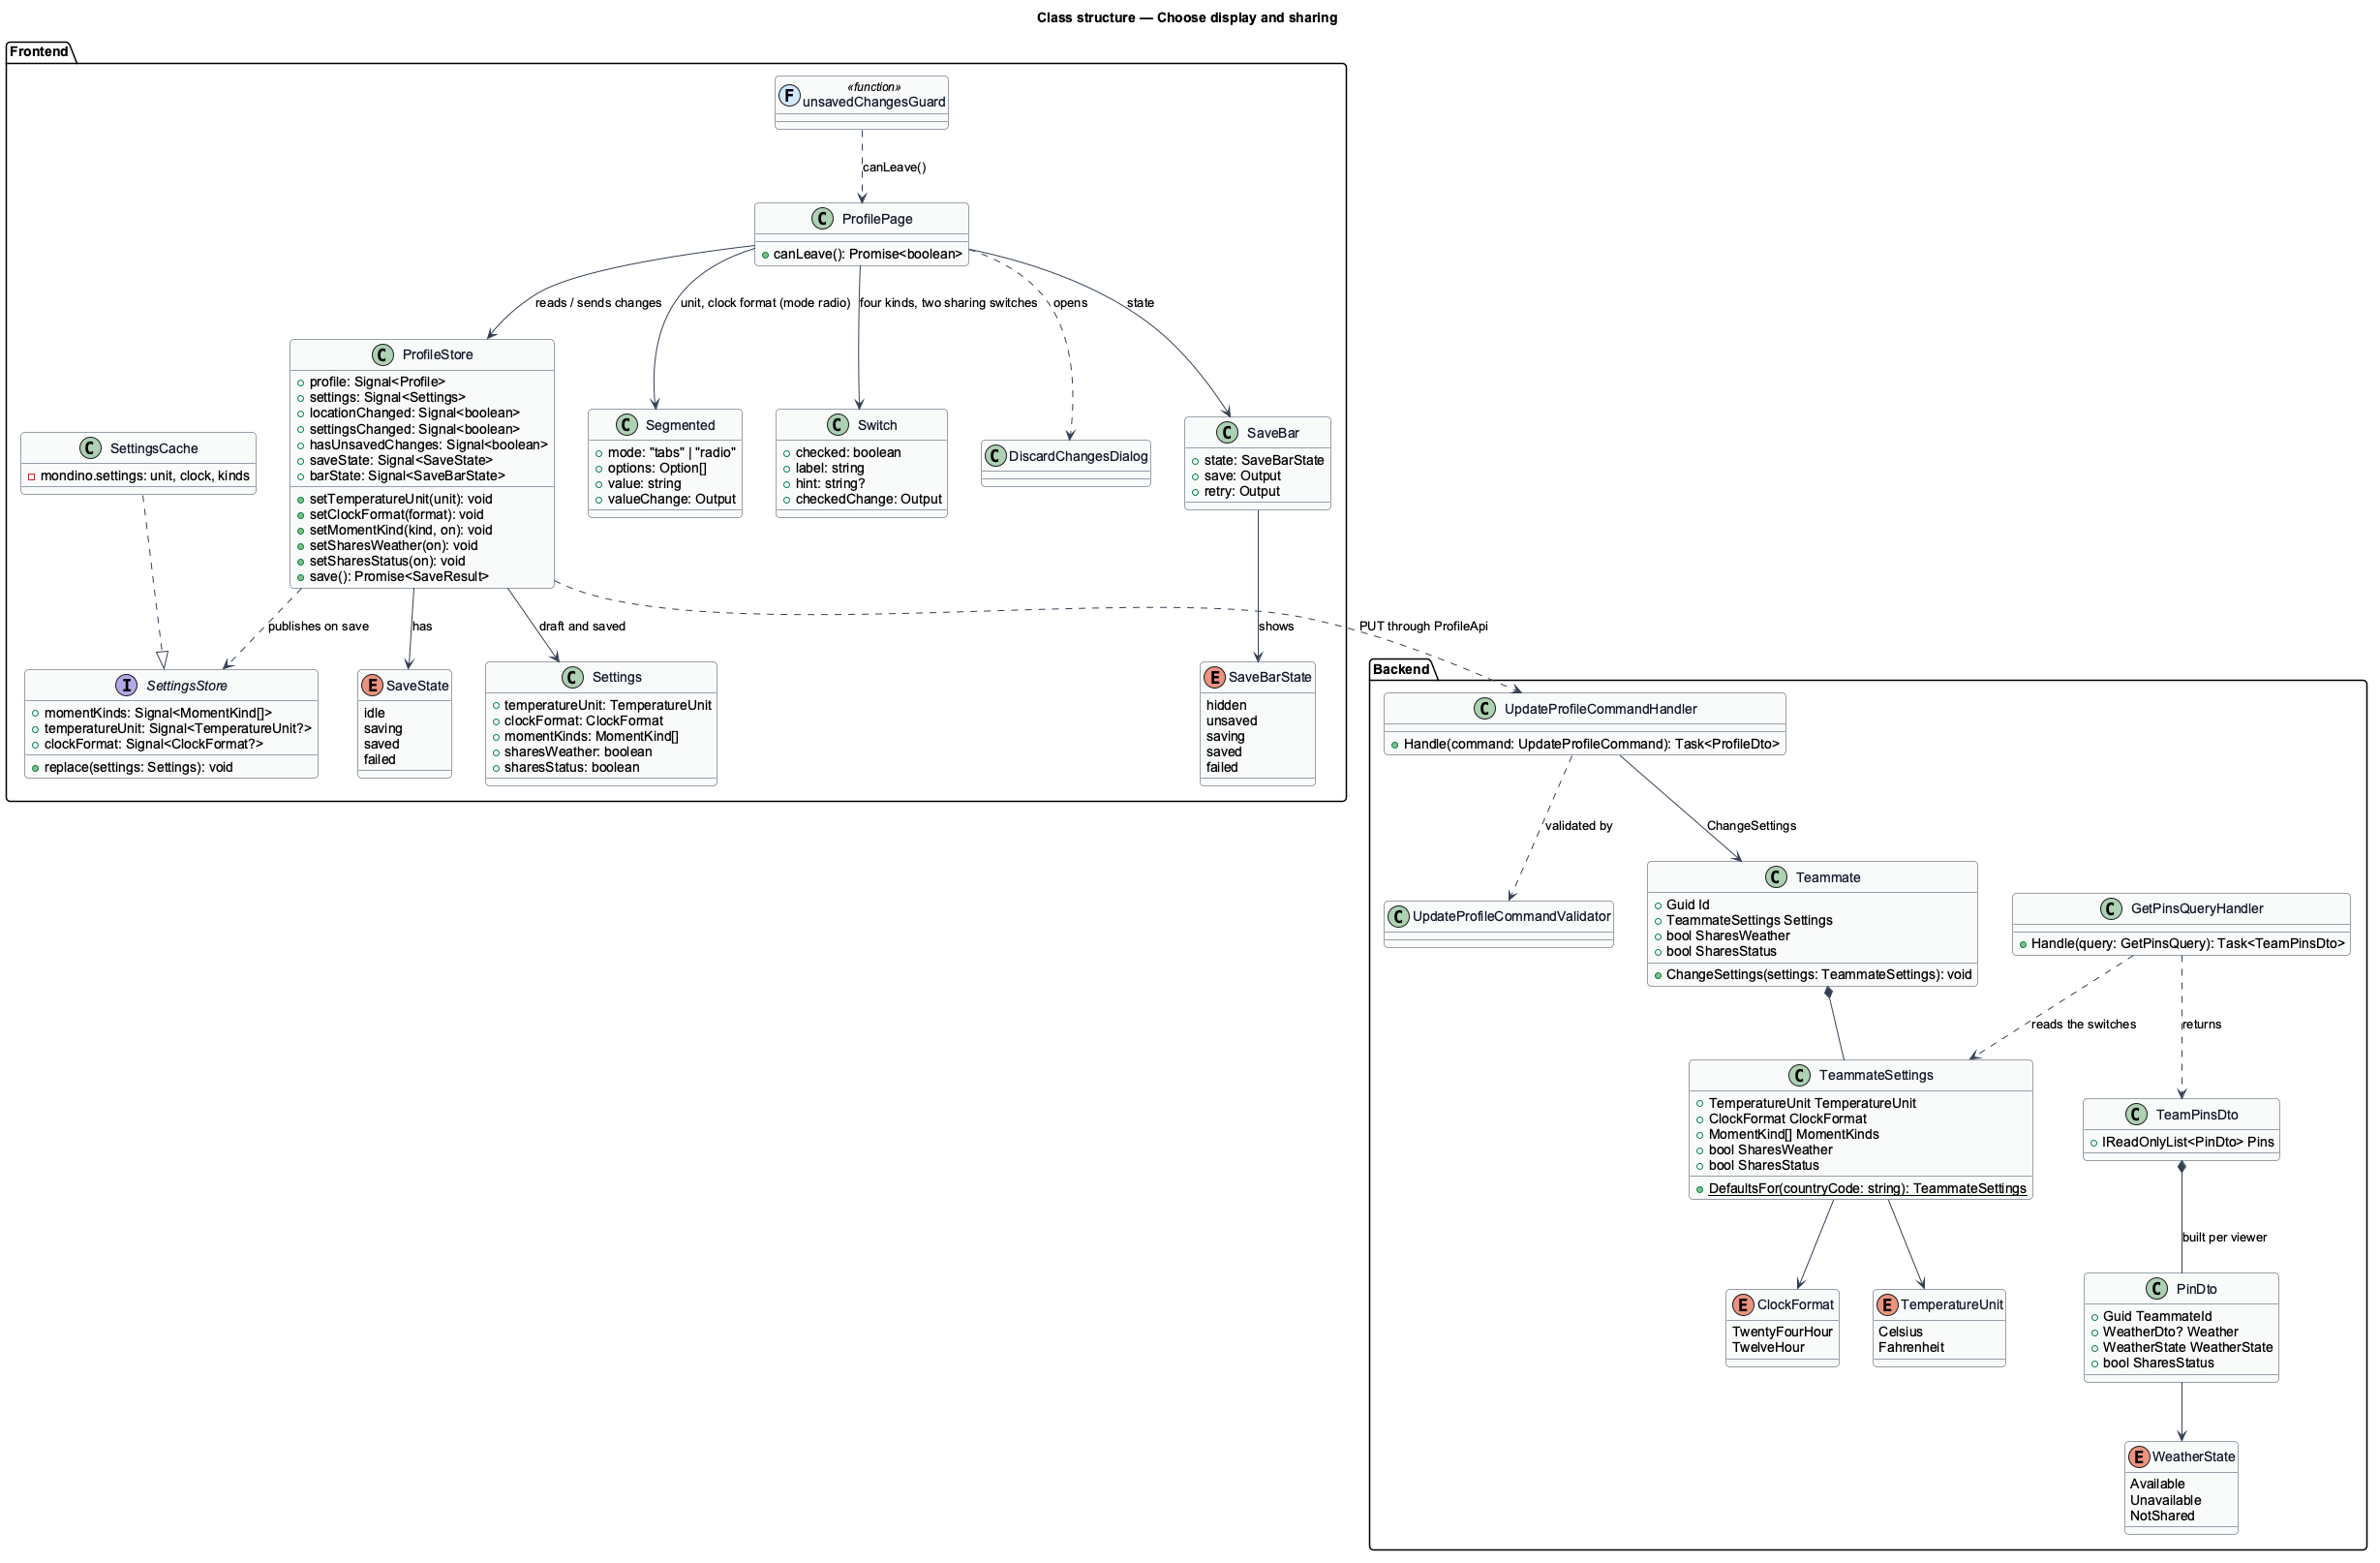 Class structure — Choose display and sharing
Frontend
F
«function»
unsavedChangesGuard
canLeave()
C ProfilePage
canLeave(): Promise<boolean>
reads / sends changes
unit, clock format (mode radio)
four kinds, two sharing switches
opens
state
C ProfileStore
profile: Signal<Profile>
settings: Signal<Settings>
locationChanged: Signal<boolean>
settingsChanged: Signal<boolean>
hasUnsavedChanges: Signal<boolean>
saveState: Signal<SaveState>
barState: Signal<SaveBarState>
setTemperatureUnit(unit): void
setClockFormat(format): void
setMomentKind(kind, on): void
setSharesWeather(on): void
setSharesStatus(on): void
save(): Promise<SaveResult>
C SettingsCache
mondino.settings: unit, clock, kinds
C Segmented
mode: "tabs" | "radio"
options: Option[]
value: string
valueChange: Output
C Switch
checked: boolean
label: string
hint: string?
checkedChange: Output
C DiscardChangesDialog
C SaveBar
state: SaveBarState
save: Output
retry: Output
publishes on save
has
draft and saved
shows
PUT through ProfileApi
I SettingsStore
momentKinds: Signal<MomentKind[]>
temperatureUnit: Signal<TemperatureUnit?>
clockFormat: Signal<ClockFormat?>
replace(settings: Settings): void
E SaveState
idle
saving
saved
failed
C Settings
temperatureUnit: TemperatureUnit
clockFormat: ClockFormat
momentKinds: MomentKind[]
sharesWeather: boolean
sharesStatus: boolean
E SaveBarState
hidden
unsaved
saving
saved
failed
Backend
C UpdateProfileCommandHandler
Handle(command: UpdateProfileCommand): Task<ProfileDto>
validated by
ChangeSettings
C UpdateProfileCommandValidator
C Teammate
Guid Id
TeammateSettings Settings
bool SharesWeather
bool SharesStatus
ChangeSettings(settings: TeammateSettings): void
C GetPinsQueryHandler
Handle(query: GetPinsQuery): Task<TeamPinsDto>
reads the switches
returns
C TeammateSettings
TemperatureUnit TemperatureUnit
ClockFormat ClockFormat
MomentKind[] MomentKinds
bool SharesWeather
bool SharesStatus
DefaultsFor(countryCode: string): TeammateSettings
C TeamPinsDto
IReadOnlyList<PinDto> Pins
built per viewer
E ClockFormat
TwentyFourHour
TwelveHour
E TemperatureUnit
Celsius
Fahrenheit
C PinDto
Guid TeammateId
WeatherDto? Weather
WeatherState WeatherState
bool SharesStatus
E WeatherState
Available
Unavailable
NotShared